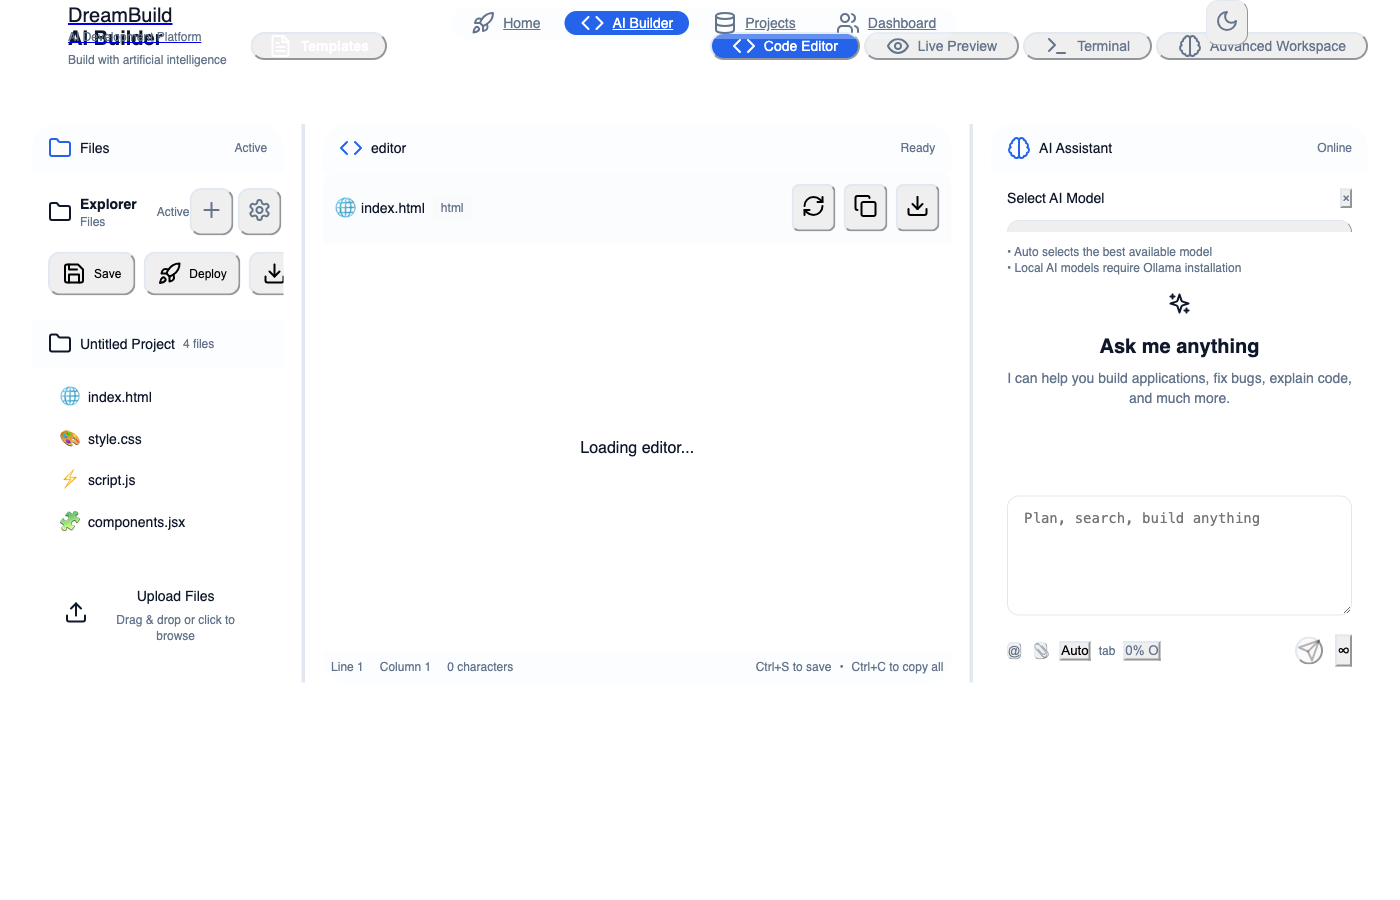 DreamBuild
AI Development Platform
AI Builder
Build with artificial intelligence
Templates
Home
AI Builder
Projects
Dashboard
Code Editor
Live Preview
Terminal
Advanced Workspace
Files
Active
Explorer
Files
Active
Save
Deploy
Untitled Project 4 files
index.html
style.css
script.js
components.jsx
Upload Files
Drag & drop or click to
browse
editor
Ready
index.html html
Loading editor...
Line 1 Column 1 0 characters
Ctrl+S to save • Ctrl+C to copy all
AI Assistant
Online
Select AI Model
×
• Auto selects the best available model
• Local AI models require Ollama installation
Ask me anything
I can help you build applications, fix bugs, explain code,
and much more.
Plan, search, build anything
@ Auto tab 0% O ∞